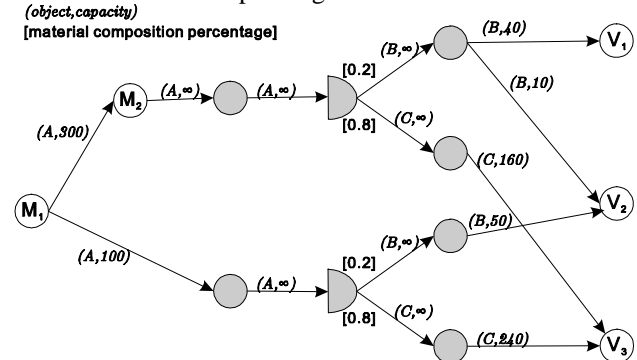 (object,capacity)
[material composition percentage]
(B,40)
V1
(B,∞)
[0.2]
(B,10)
M2
(A,∞)
(A,∞)
(A,300)
[0.8]
(C,∞)
(C,160)
M1
V2
(B,50)
(A,100)
(B,∞)
[0.2]
(A,∞)
[0.8]
(C,∞)
(C,240)
V3